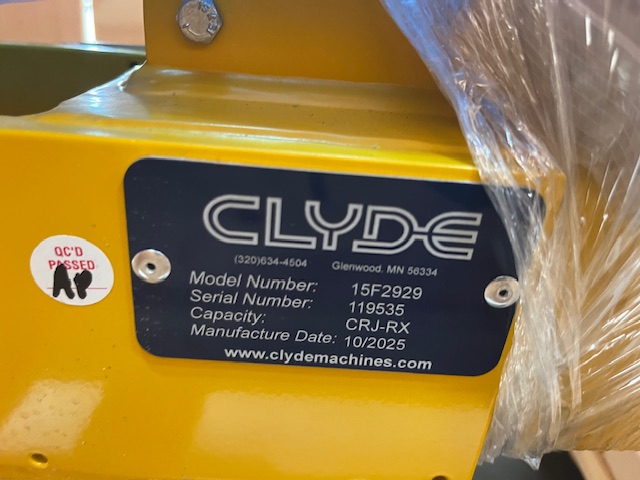 CLYDE
(320)634-4504 Glenwood, MN 56334
Model Number: 15F2929
Serial Number: 119535
Capacity: CRJ-RX
Manufacture Date: 10/2025
www.clydemachines.com
QC'D
PASSED
AP